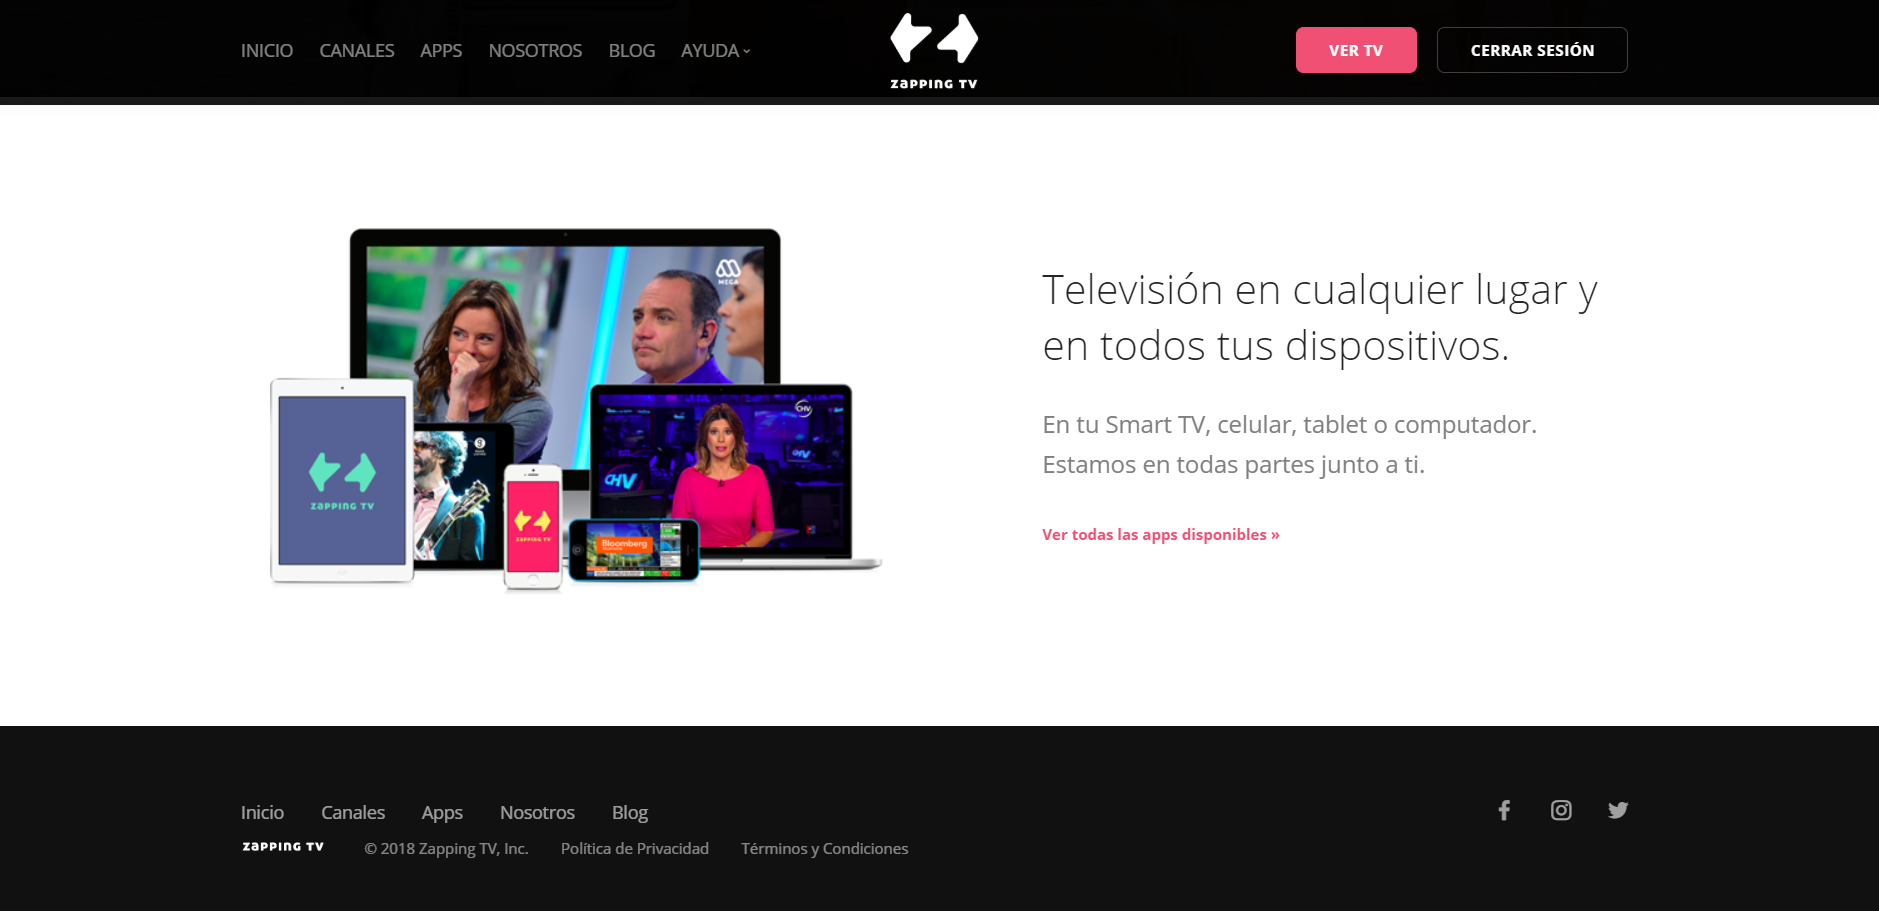 INICIO CANALES APPS NOSOTROS BLOG AYUDA
ZAPPING TV
VER TV
CERRAR SESIÓN
MEGA
CHV
CHV
ZAPPING TV
ZAPPING TV
Bloomberg
Televisión en cualquier lugar y
en todos tus dispositivos.
En tu Smart TV, celular, tablet o computador.
Estamos en todas partes junto a ti.
Ver todas las apps disponibles »
Inicio Canales Apps Nosotros Blog
ZAPPING TV © 2018 Zapping TV, Inc. Política de Privacidad Términos y Condiciones